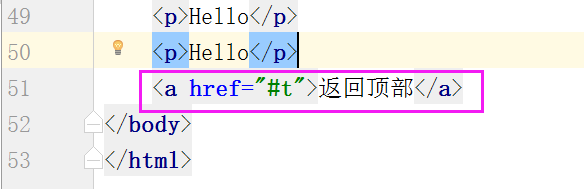 49 <p>Hello</p>
50 <p>Hello</p>
51 <a href="#t">返回顶部</a>
52 </body>
53 </html>